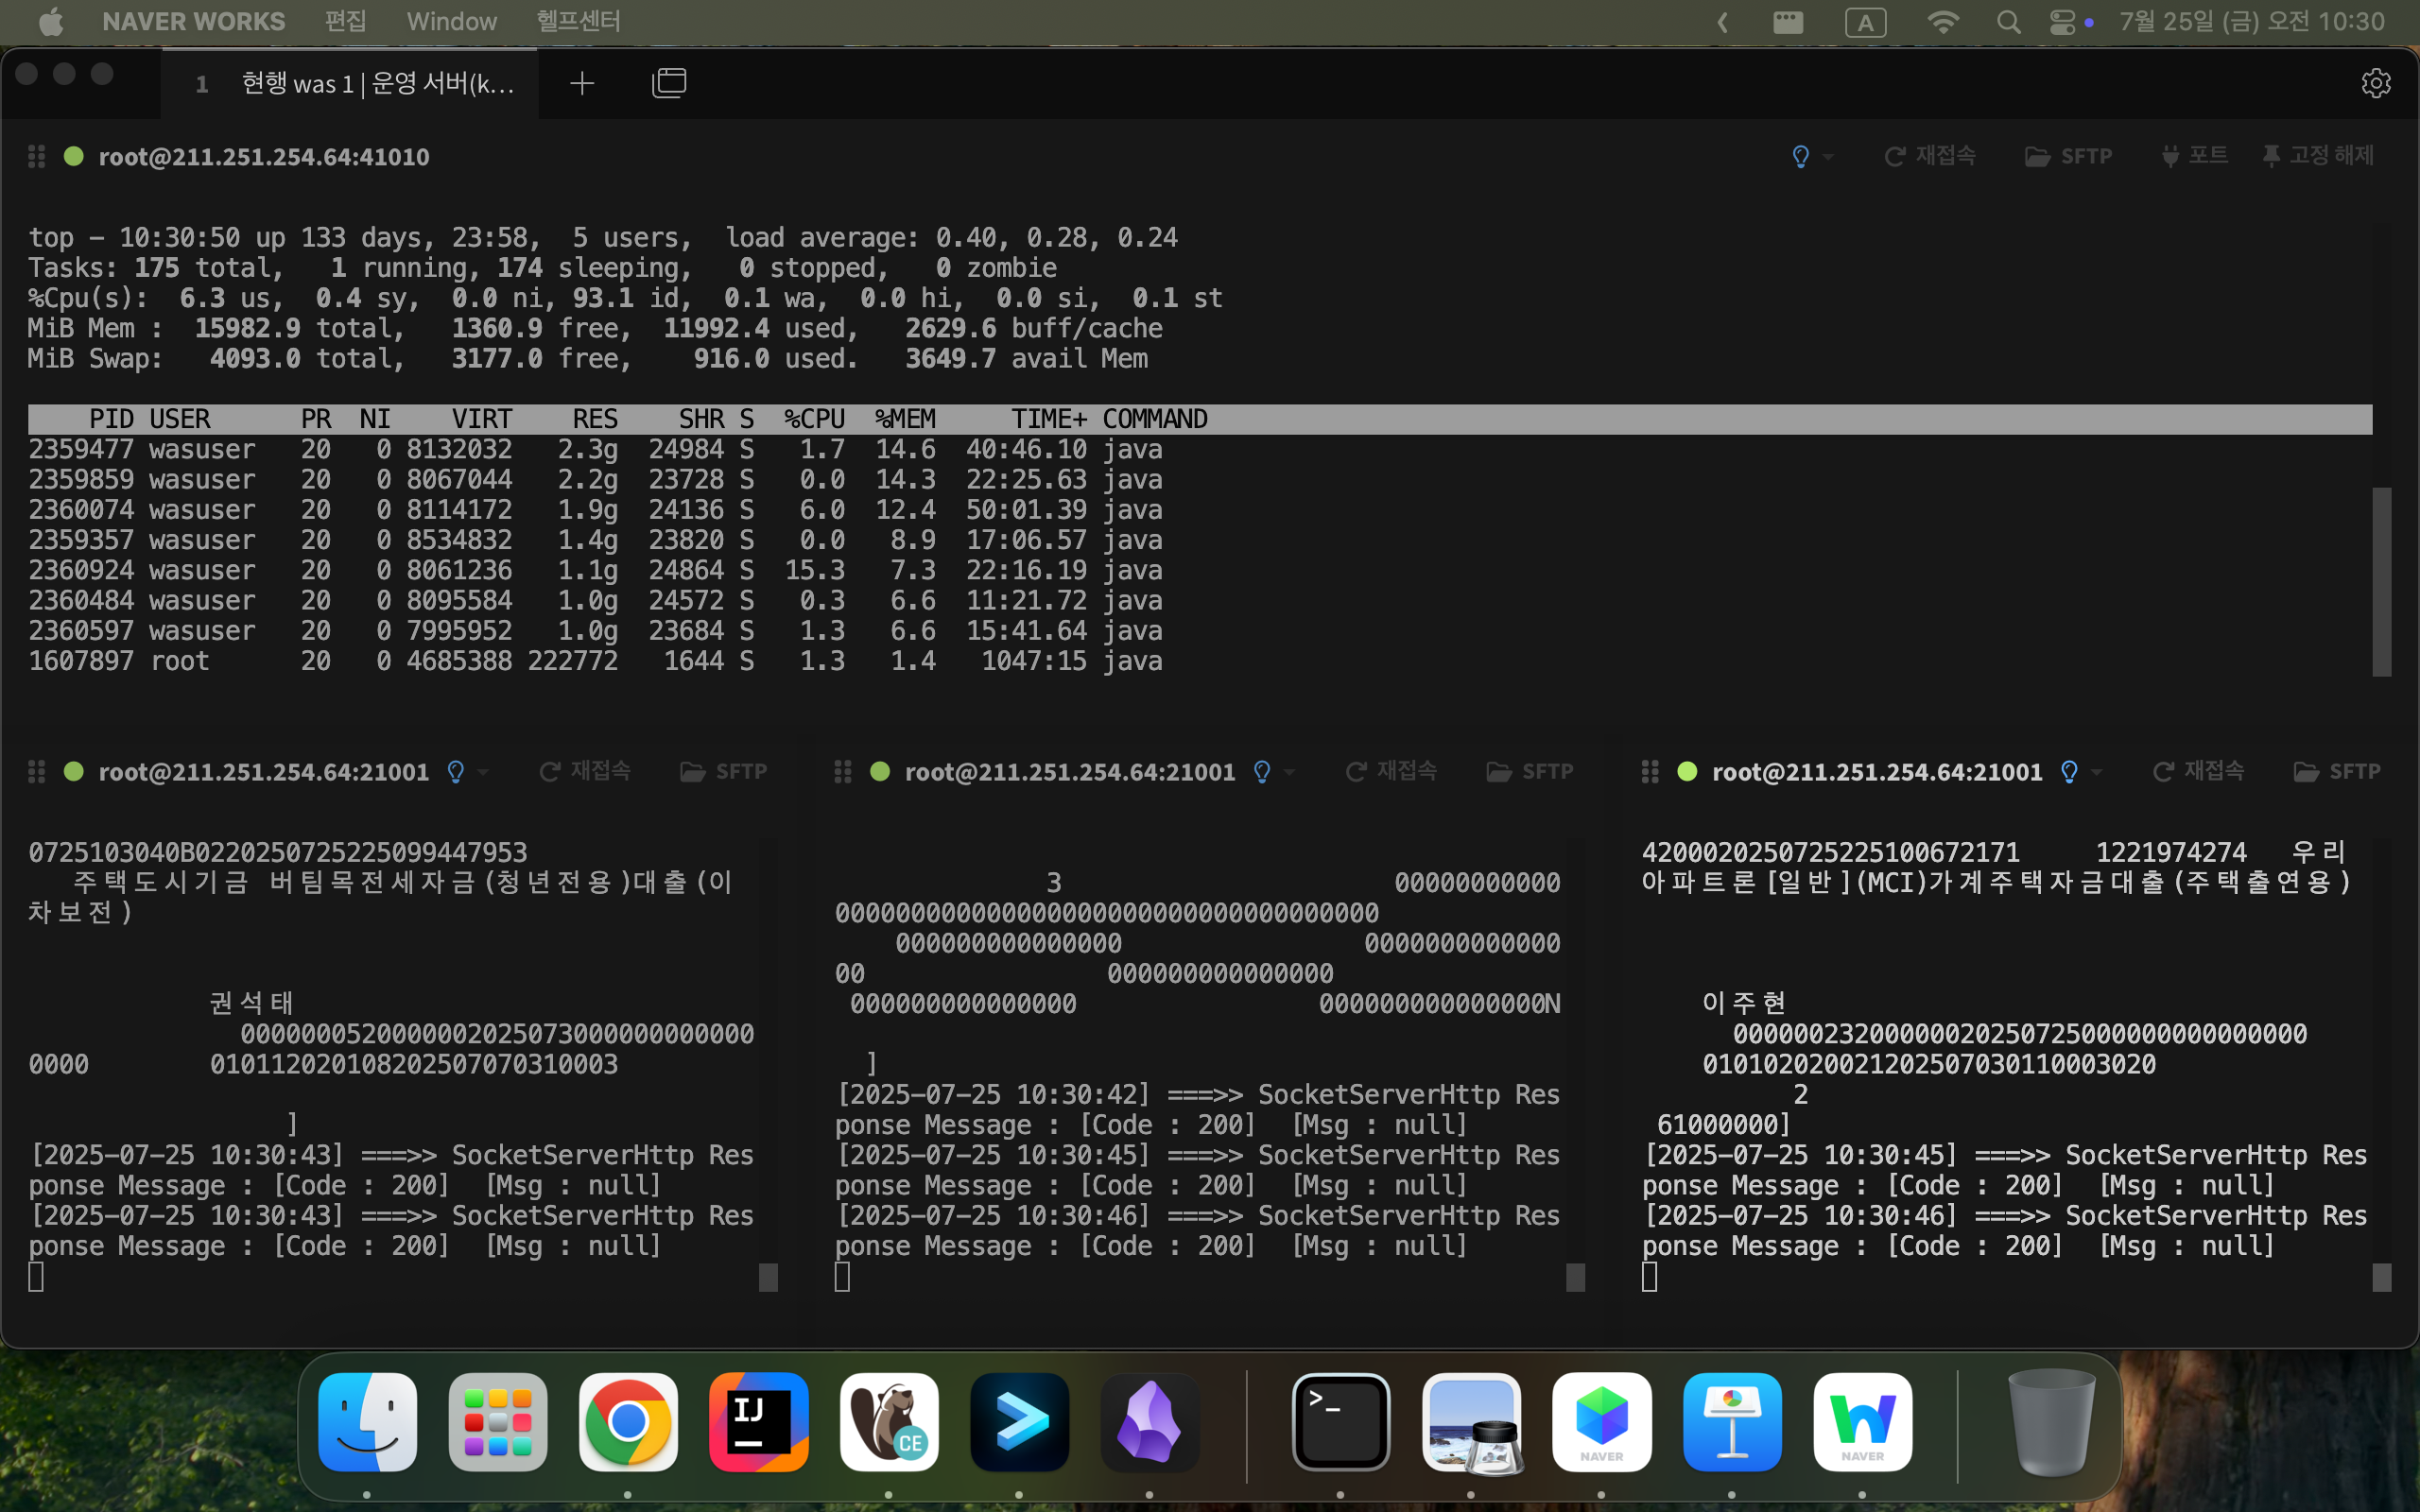 NAVER WORKS 편집 Window 헬프센터 A 7월 25일 (금) 오전 10:30
1 현행 was 1 | 운영 서버(k...
root@211.251.254.64:41010 재접속 SFTP 포트 고정 해제
top - 10:30:50 up 133 days, 23:58, 5 users, load average: 0.40, 0.28, 0.24
Tasks: 175 total, 1 running, 174 sleeping, 0 stopped, 0 zombie
%Cpu(s): 6.3 us, 0.4 sy, 0.0 ni, 93.1 id, 0.1 wa, 0.0 hi, 0.0 si, 0.1 st
MiB Mem : 15982.9 total, 1360.9 free, 11992.4 used, 2629.6 buff/cache
MiB Swap: 4093.0 total, 3177.0 free, 916.0 used. 3649.7 avail Mem
PID USER PR NI VIRT RES SHR S %CPU %MEM TIME+ COMMAND
2359477 wasuser 20 0 8132032 2.3g 24984 S 1.7 14.6 40:46.10 java
2359859 wasuser 20 0 8067044 2.2g 23728 S 0.0 14.3 22:25.63 java
2360074 wasuser 20 0 8114172 1.9g 24136 S 6.0 12.4 50:01.39 java
2359357 wasuser 20 0 8534832 1.4g 23820 S 0.0 8.9 17:06.57 java
2360924 wasuser 20 0 8061236 1.1g 24864 S 15.3 7.3 22:16.19 java
2360484 wasuser 20 0 8095584 1.0g 24572 S 0.3 6.6 11:21.72 java
2360597 wasuser 20 0 7995952 1.0g 23684 S 1.3 6.6 15:41.64 java
1607897 root 20 0 4685388 222772 1644 S 1.3 1.4 1047:15 java
root@211.251.254.64:21001 재접속 SFTP
0725103040B0220250725225099447953
주택도시기금 버팀목전세자금(청년전용)대출(이
차보전)
권석태
0000000520000002025073000000000000
0000 010112020108202507070310003
]
[2025-07-25 10:30:43] ===>> SocketServerHttp Res
ponse Message : [Code : 200] [Msg : null]
[2025-07-25 10:30:43] ===>> SocketServerHttp Res
ponse Message : [Code : 200] [Msg : null]
root@211.251.254.64:21001 재접속 SFTP
3 00000000000
000000000000000000000000000000000000
000000000000000 0000000000000
00 000000000000000
000000000000000 000000000000000N
]
[2025-07-25 10:30:42] ===>> SocketServerHttp Res
ponse Message : [Code : 200] [Msg : null]
[2025-07-25 10:30:45] ===>> SocketServerHttp Res
ponse Message : [Code : 200] [Msg : null]
[2025-07-25 10:30:46] ===>> SocketServerHttp Res
ponse Message : [Code : 200] [Msg : null]
root@211.251.254.64:21001 재접속 SFTP
4200020250725225100672171 1221974274 우리
아파트론[일반](MCI)가계주택자금대출(주택출연용)
이주현
00000023200000020250725000000000000000
010102020021202507030110003020
2
61000000]
[2025-07-25 10:30:45] ===>> SocketServerHttp Res
ponse Message : [Code : 200] [Msg : null]
[2025-07-25 10:30:46] ===>> SocketServerHttp Res
ponse Message : [Code : 200] [Msg : null]
IJ CE >_ NAVER NAVER